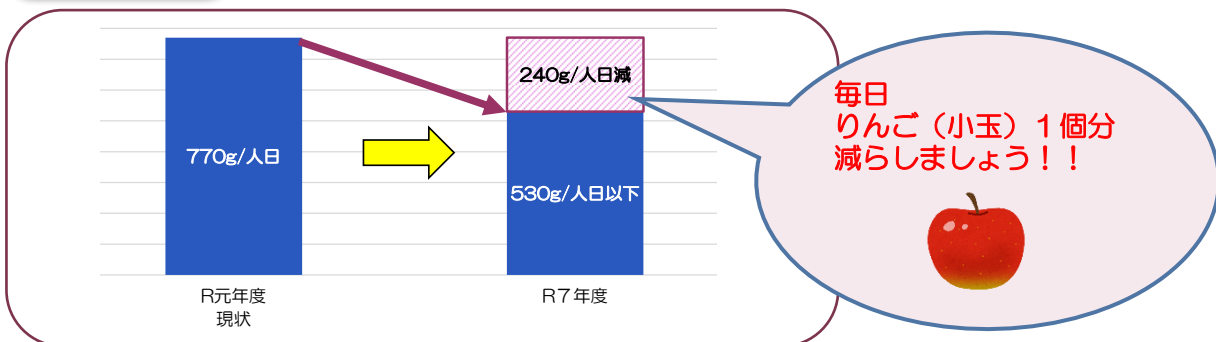 770g/人日
240g/人日減
530g/人日以下
R元年度
現状
R7年度
毎日
りんご（小玉）１個分
減らしましょう！！